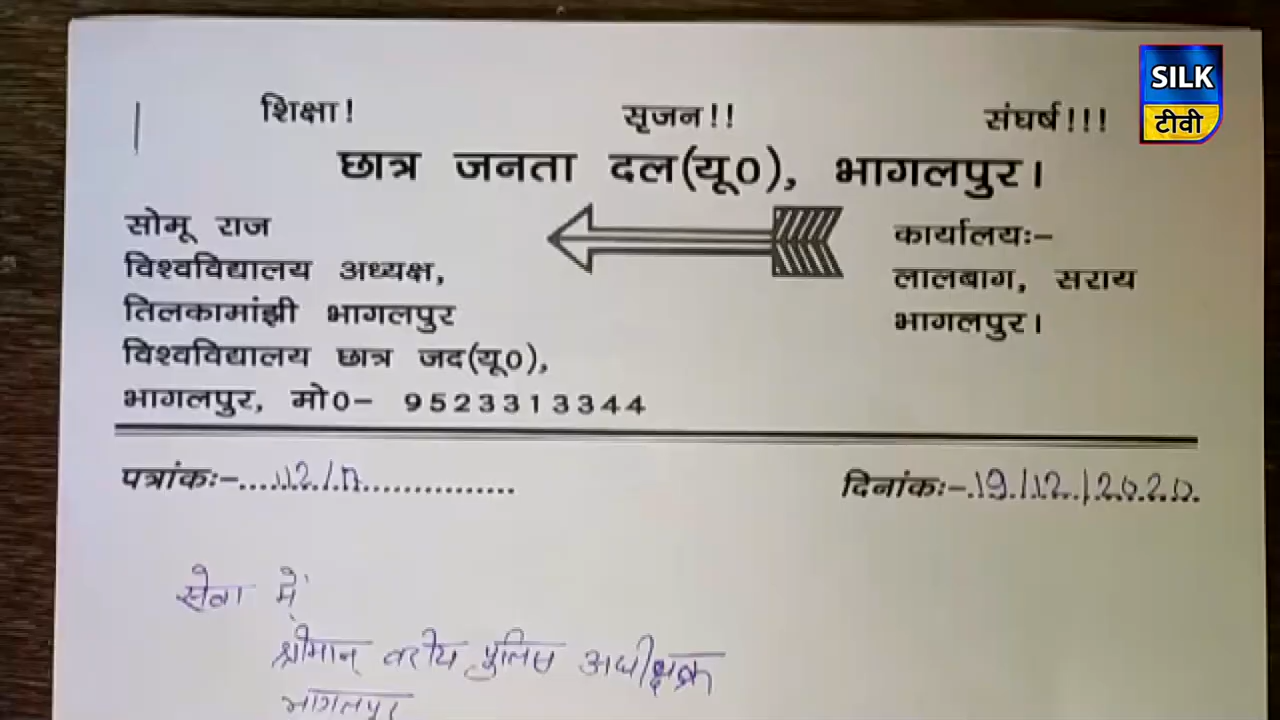 SILK
टीवी
शिक्षा! सृजन!! संघर्ष!!!
छात्र जनता दल(यू0), भागलपुर।
सोमू राज
विश्वविद्यालय अध्यक्ष,
तिलकामांझी भागलपुर
विश्वविद्यालय छात्र जद(यू0),
भागलपुर, मो0- 9523313344
कार्यालयः-
लालबाग, सराय
भागलपुर।
पत्रांकः-
दिनांकः- 19/12/2020
सेवा में
श्रीमान् वरीय पुलिस अधीक्षक
भागलपुर